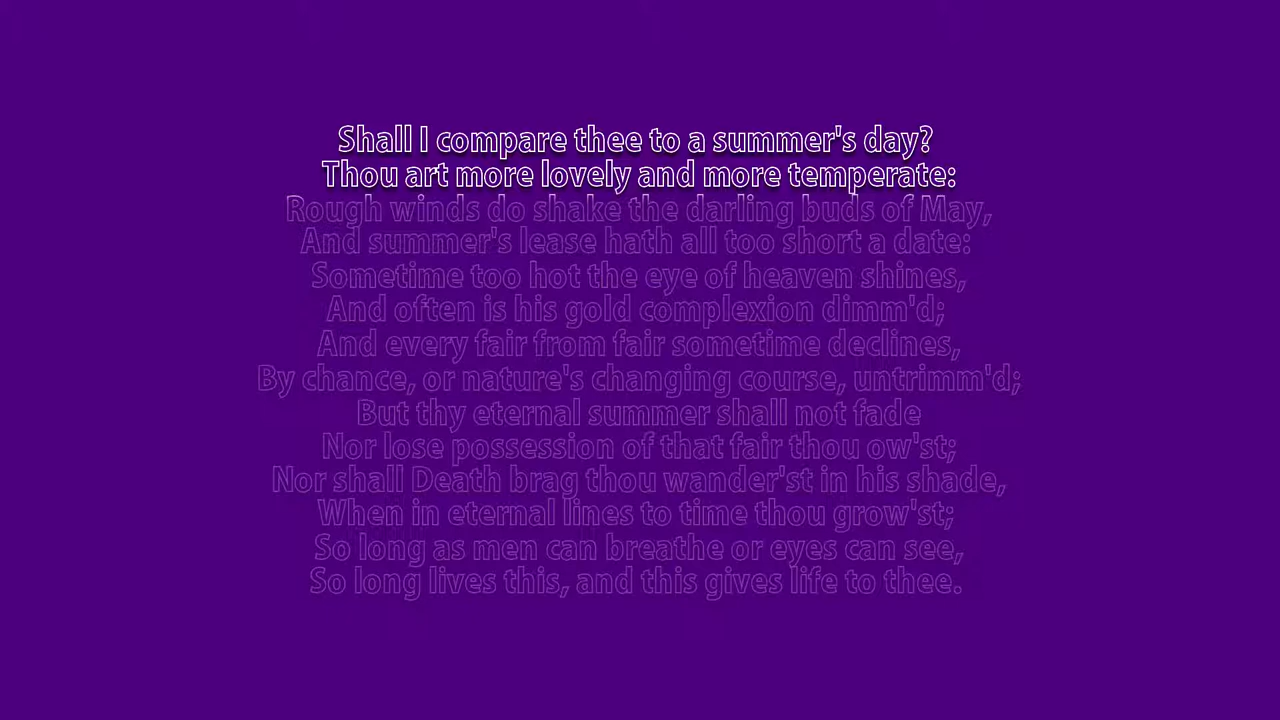 Shall I compare thee to a summer's day?
Thou art more lovely and more temperate:
Rough winds do shake the darling buds of May,
And summer's lease hath all too short a date:
Sometime too hot the eye of heaven shines,
And often is his gold complexion dimm'd;
And every fair from fair sometime declines,
By chance, or nature's changing course, untrimm'd;
But thy eternal summer shall not fade
Nor lose possession of that fair thou ow'st;
Nor shall Death brag thou wander'st in his shade,
When in eternal lines to time thou grow'st;
So long as men can breathe or eyes can see,
So long lives this, and this gives life to thee.